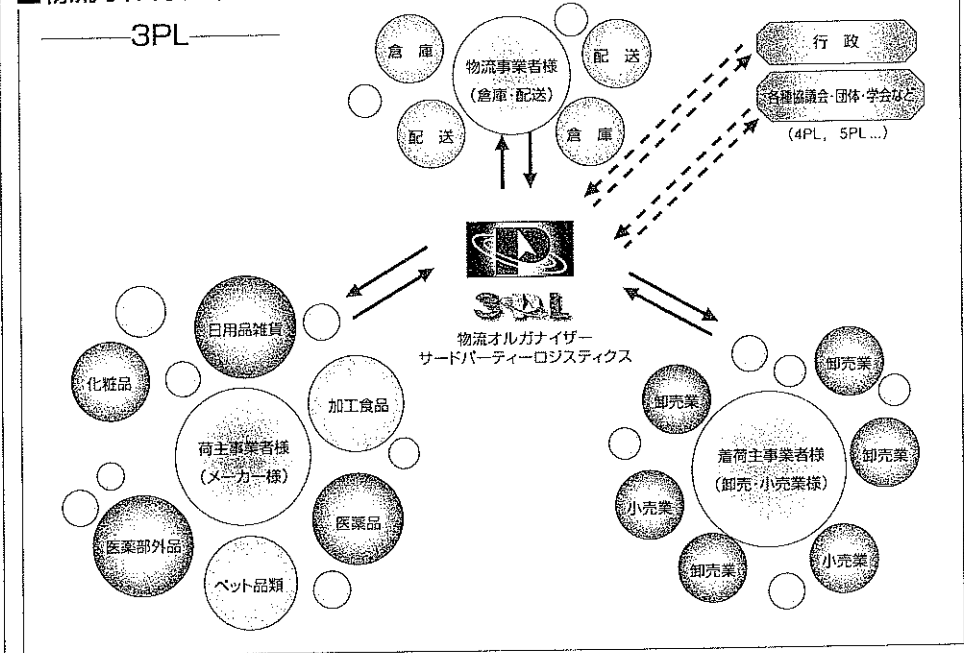 3PL
倉 庫
物流事業者様
(倉庫・配送)
配 送
配 送
倉 庫
行 政
各種協議会・団体・学会など
(4PL, 5PL...)
3PL
物流オルガナイザー
サードパーティーロジスティクス
日用品雑貨
化粧品
加工食品
荷主事業者様
(メーカー様)
医薬品
医薬部外品
ペット品類
卸売業
卸売業
着荷主事業者様
(卸売・小売業様)
卸売業
小売業
卸売業
小売業